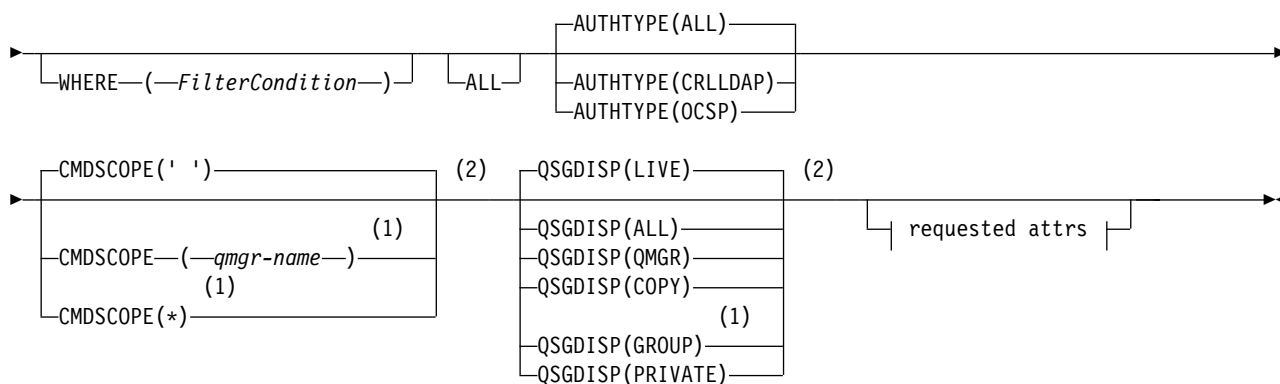 AUTHTYPE(ALL)
WHERE ( FilterCondition )
ALL
AUTHTYPE(CRLLDAP)
AUTHTYPE(OCSP)
CMDSCOPE(' ')
(2)
QSGDISP(LIVE)
(2)
(1)
CMDSCOPE ( qmgr-name )
(1)
CMDSCOPE(*)
QSGDISP(ALL)
QSGDISP(QMGR)
QSGDISP(COPY)
(1)
QSGDISP(GROUP)
QSGDISP(PRIVATE)
requested attrs